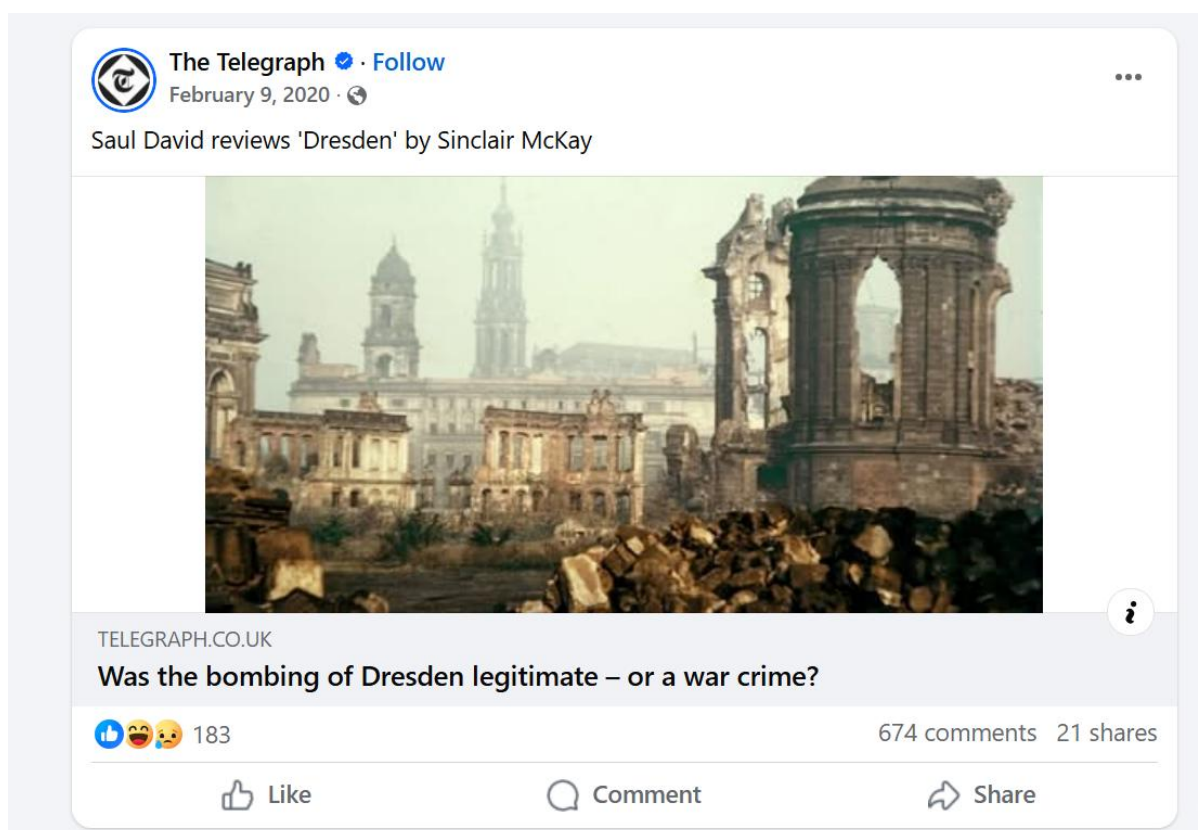 The Telegraph · Follow
February 9, 2020 ·
Saul David reviews 'Dresden' by Sinclair McKay
TELEGRAPH.CO.UK
Was the bombing of Dresden legitimate – or a war crime?
183 674 comments 21 shares
Like Comment Share